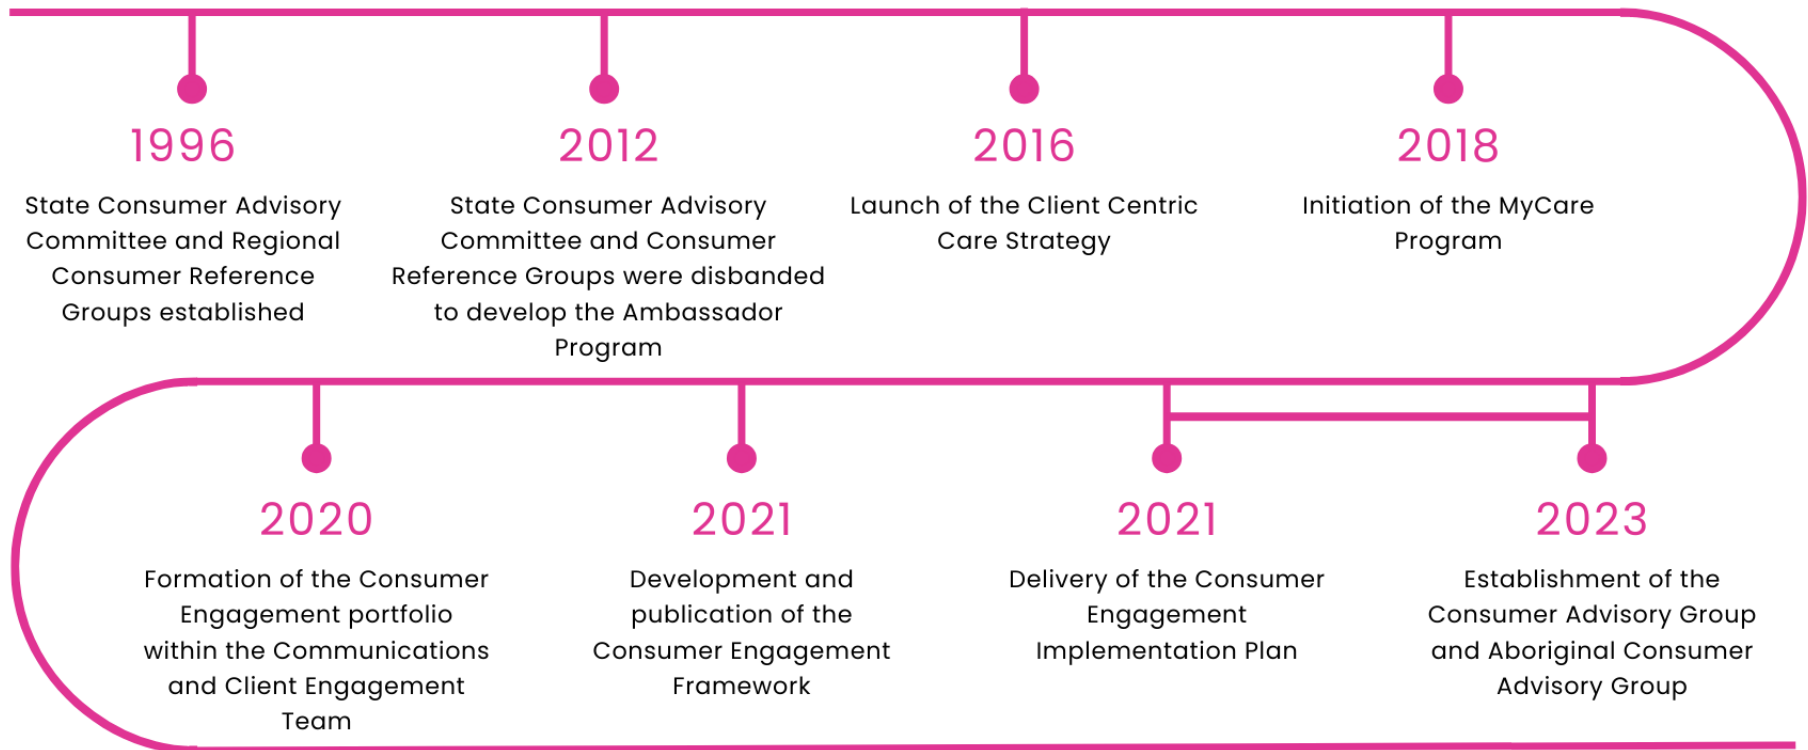 1996
State Consumer Advisory
Committee and Regional
Consumer Reference
Groups established
2012
State Consumer Advisory
Committee and Consumer
Reference Groups were disbanded
to develop the Ambassador
Program
2016
Launch of the Client Centric
Care Strategy
2018
Initiation of the MyCare
Program
2020
Formation of the Consumer
Engagement portfolio
within the Communications
and Client Engagement
Team
2021
Development and
publication of the
Consumer Engagement
Framework
2021
Delivery of the Consumer
Engagement
Implementation Plan
2023
Establishment of the
Consumer Advisory Group
and Aboriginal Consumer
Advisory Group